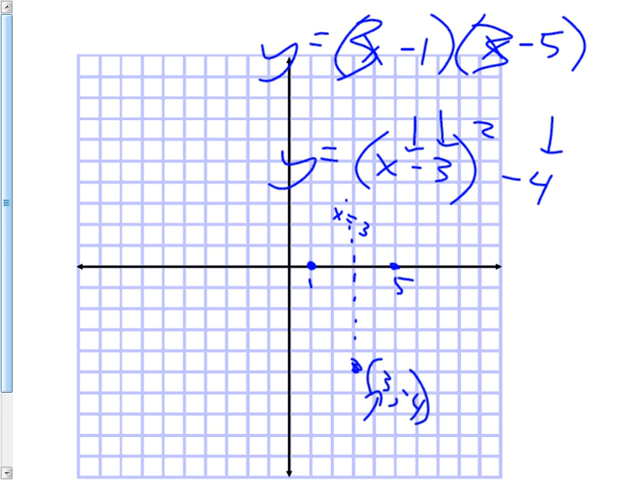 y = (x - 1)(x - 5)
y = (x - 3)² - 4
x = 3
1
5
(3, -4)